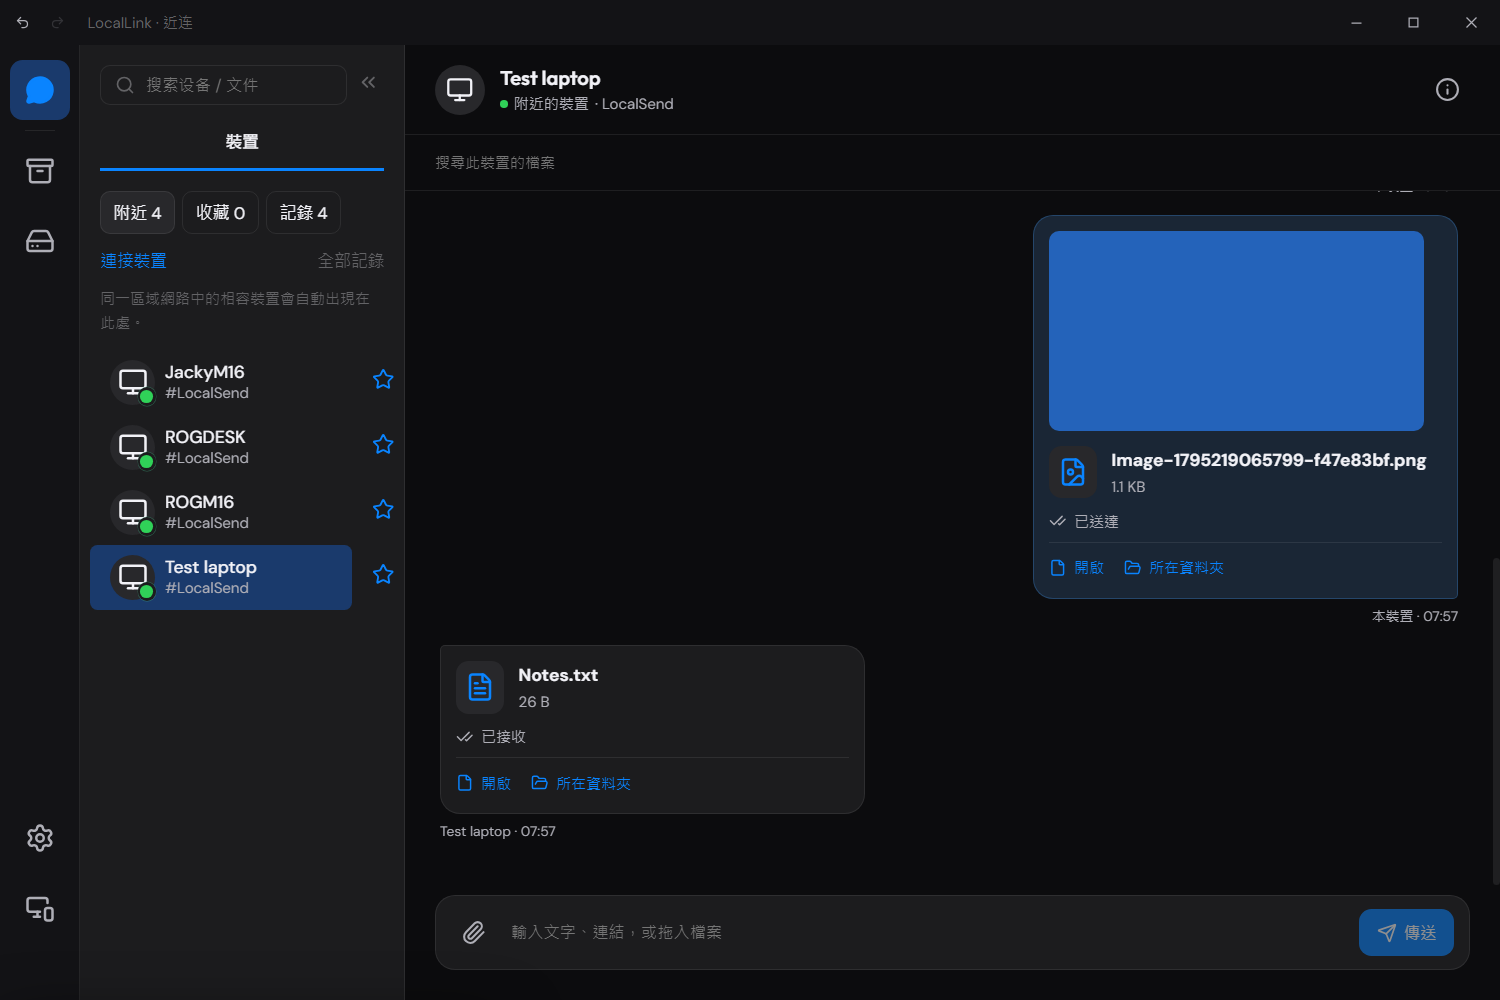 LocalLink · 近连
搜索设备 / 文件
裝置
附近 4
收藏 0
記錄 4
連接裝置
全部記錄
同一區域網路中的相容裝置會自動出現在
此處。
JackyM16
#LocalSend
ROGDESK
#LocalSend
ROGM16
#LocalSend
Test laptop
#LocalSend
Test laptop
附近的裝置 · LocalSend
搜尋此裝置的檔案
Image-1795219065799-f47e83bf.png
1.1 KB
已送達
開啟
所在資料夾
本裝置 · 07:57
Notes.txt
26 B
已接收
開啟
所在資料夾
Test laptop · 07:57
輸入文字、連結，或拖入檔案
傳送